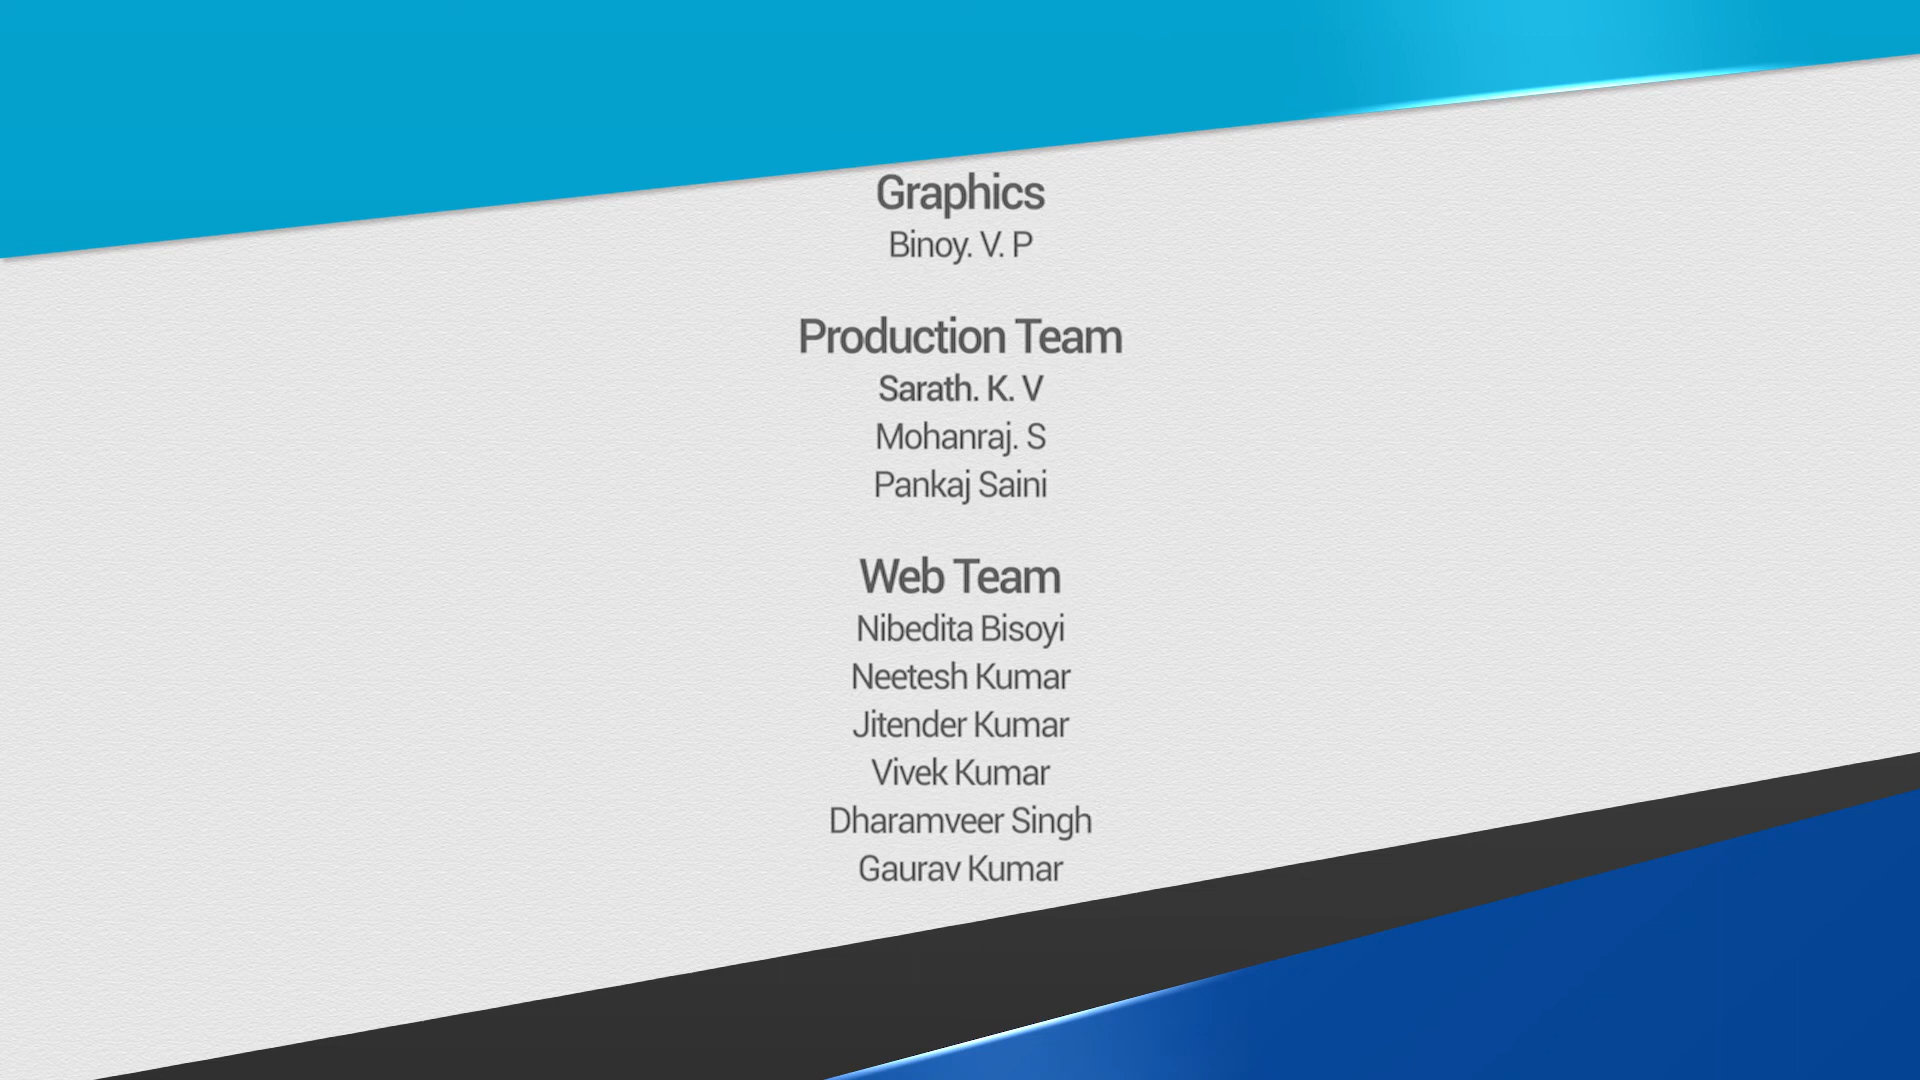 Graphics
Binoy. V. P
Production Team
Sarath. K. V
Mohanraj. S
Pankaj Saini
Web Team
Nibedita Bisoyi
Neetesh Kumar
Jitender Kumar
Vivek Kumar
Dharamveer Singh
Gaurav Kumar